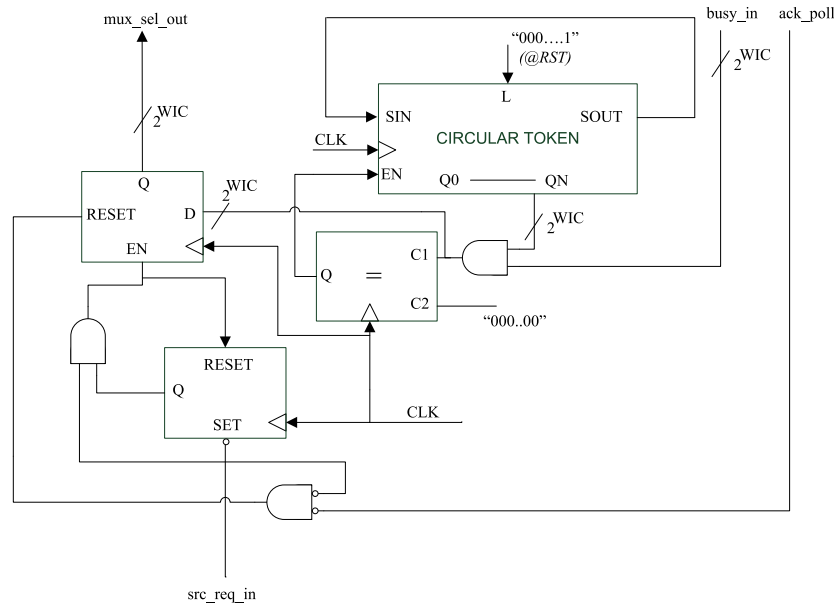 mux_sel_out
busy_in
ack_poll
“000….1”
(@RST)
2WIC
2WIC
L
SIN
SOUT
CLK
CIRCULAR TOKEN
EN
Q0
QN
Q
2WIC
RESET
D
2WIC
EN
C1
Q
=
C2
“000..00”
RESET
Q
CLK
SET
src_req_in